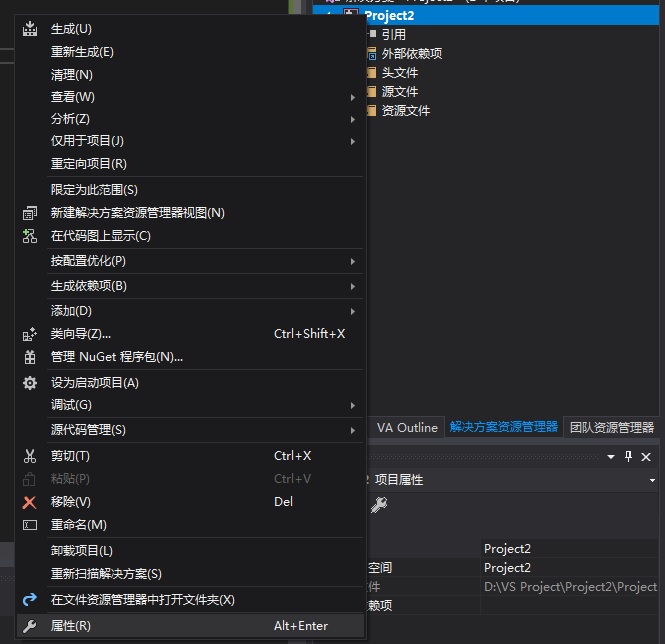 生成(U)
重新生成(E)
清理(N)
查看(W)
分析(Z)
仅用于项目(J)
重定向项目(R)
限定为此范围(S)
新建解决方案资源管理器视图(N)
在代码图上显示(C)
按配置优化(P)
生成依赖项(B)
添加(D)
类向导(Z)... Ctrl+Shift+X
管理 NuGet 程序包(N)...
设为启动项目(A)
调试(G)
源代码管理(S)
剪切(T) Ctrl+X
粘贴(P) Ctrl+V
移除(V) Del
重命名(M)
卸载项目(L)
重新扫描解决方案(S)
在文件资源管理器中打开文件夹(X)
属性(R) Alt+Enter
Project2
引用
外部依赖项
头文件
源文件
资源文件
VA Outline 解决方案资源管理器 团队资源管理器
2 项目属性
Project2
空间 Project2
件 D:\VS Project\Project2\Project
赖项